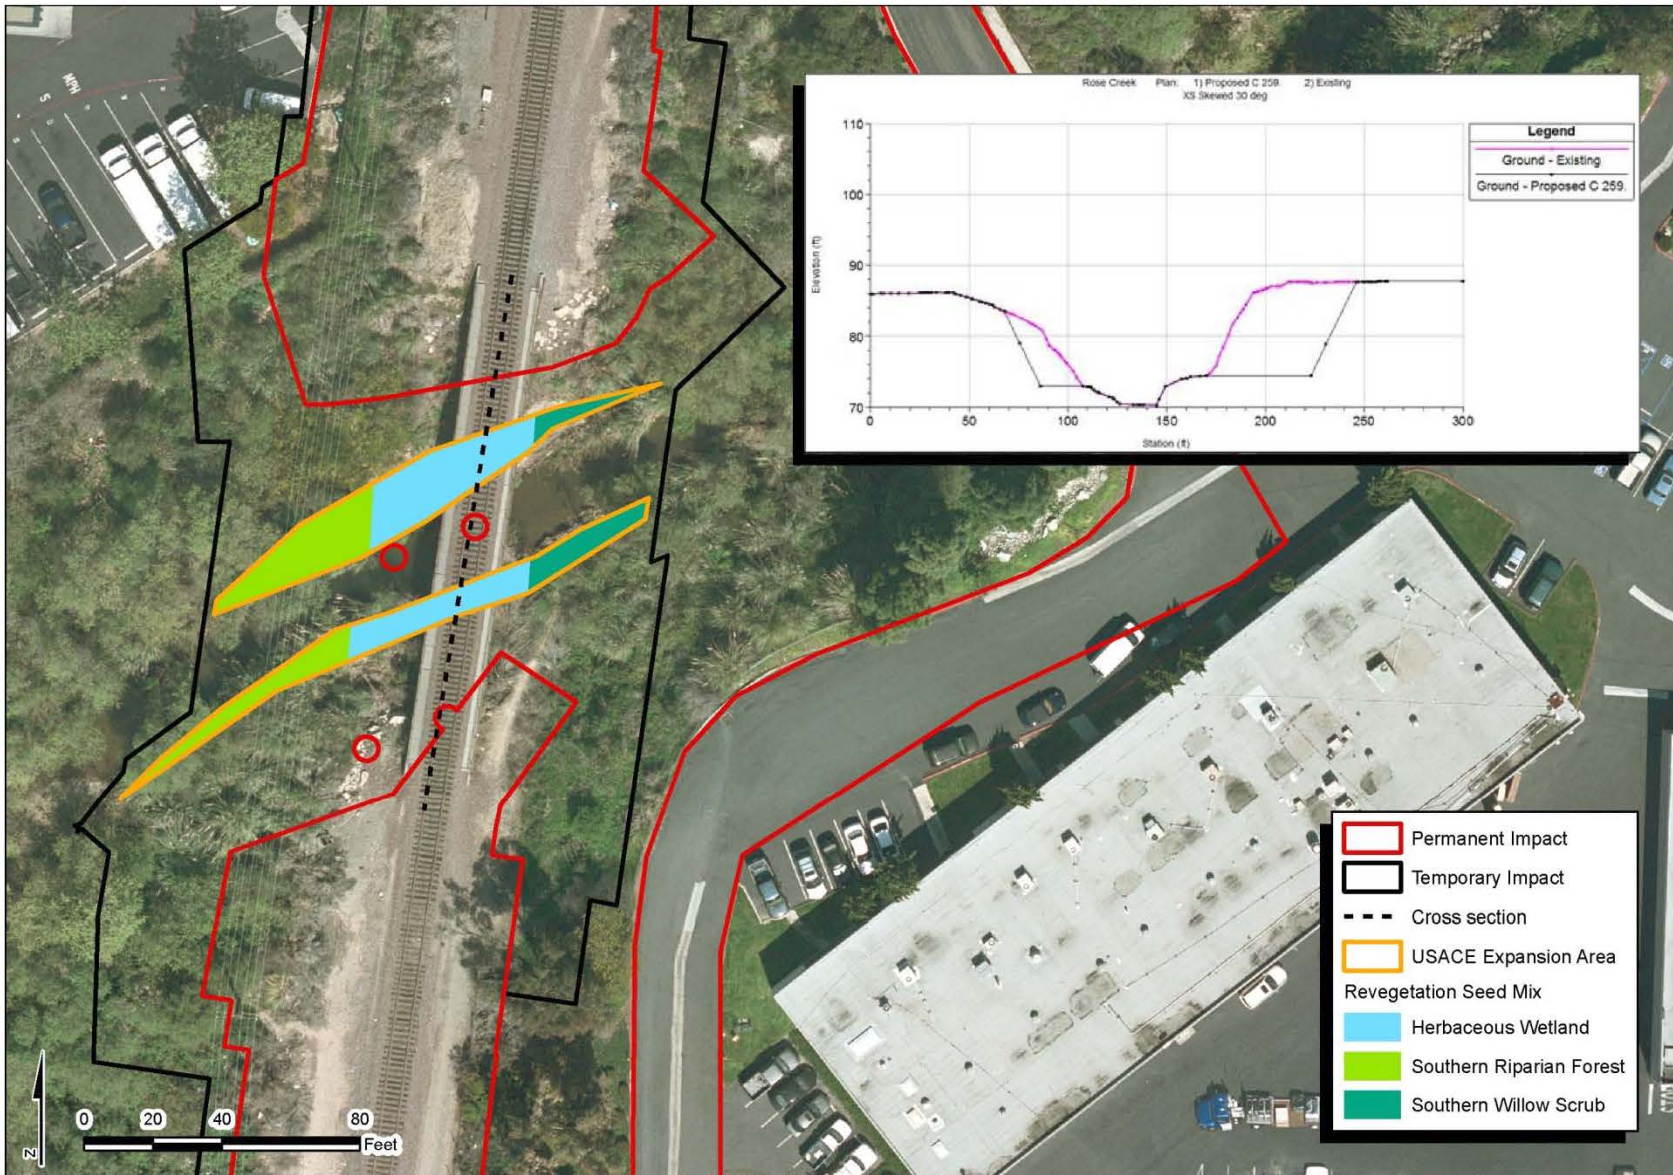 MPH
5
Rose Creek Plan: 1) Proposed C 259. 2) Existing
XS Skewed 30 deg
Legend
Ground - Existing
Ground - Proposed C 259.
110
100
90
80
70
Elevation (ft)
0 50 100 150 200 250 300
Station (ft)
Permanent Impact
Temporary Impact
Cross section
USACE Expansion Area
Revegetation Seed Mix
Herbaceous Wetland
Southern Riparian Forest
Southern Willow Scrub
0 20 40 80
Feet
N